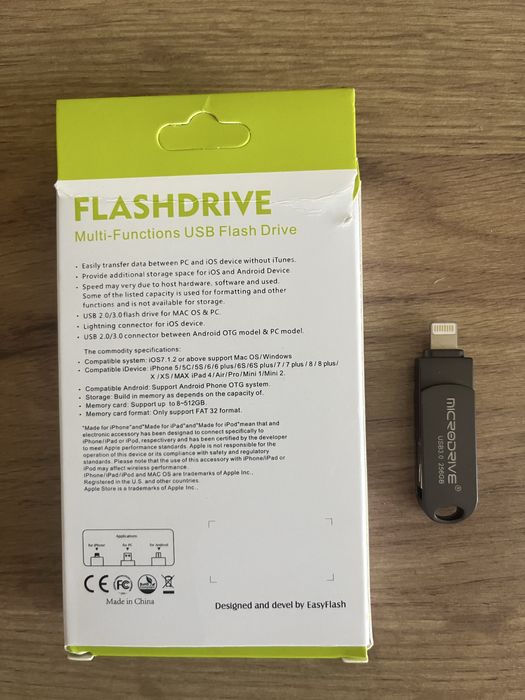 FLASHDRIVE
Multi-Functions USB Flash Drive
· Easily transfer data between PC and iOS device without iTunes.
· Provide additional storage space for iOS and Android Device.
· Speed may very due to host hardware, software and used.
Some of the listed capacity is used for formatting and other
functions and is not available for storage.
· USB 2.0/3.0 flash drive for MAC OS & PC.
· Lightning connector for iOS device.
· USB 2.0/3.0 connector between Android OTG model & PC model.
The commodity specifications:
· Compatible system: iOS7.1.2 or above support Mac OS/Windows
· Compatible iDevice: iPhone 5/5C/5S/6/6 plus/6S/6S plus/7/7 plus/8/8 plus/
X /XS/ MAX iPad 4/Air/Pro/Mini 1/Mini 2.
· Compatible Android: Support Android Phone OTG system.
· Storage: Build in memory as depends on the capacity of.
· Memory card: Support up to 8-512GB.
· Memory card format: Only support FAT 32 format.
"Made for iPhone"and"Made for iPad"and"Made for iPod"mean that and
electronic accessory has been designed to connect specifically to
iPhone/iPad or iPod, respectivery and has been certified by the developer
to meel Apple performance standards. Apple is not responsible for the
operation of this device or its compliance with safety and regulatory
standards. Please note that the use of this accessory with iPhone/iPad or
iPod may affect wireless performance.
iPhone/iPad/iPod and MAC OS are trademarks of Apple Inc..
Registered in the U.S. and other countries.
Apple Store is a trademarks of Apple Inc..
Applications
for iPhone
for PC
for Android
CE FC
Made in China
Designed and devel by EasyFlash
MICRODRIVE®
USB3.0 256GB